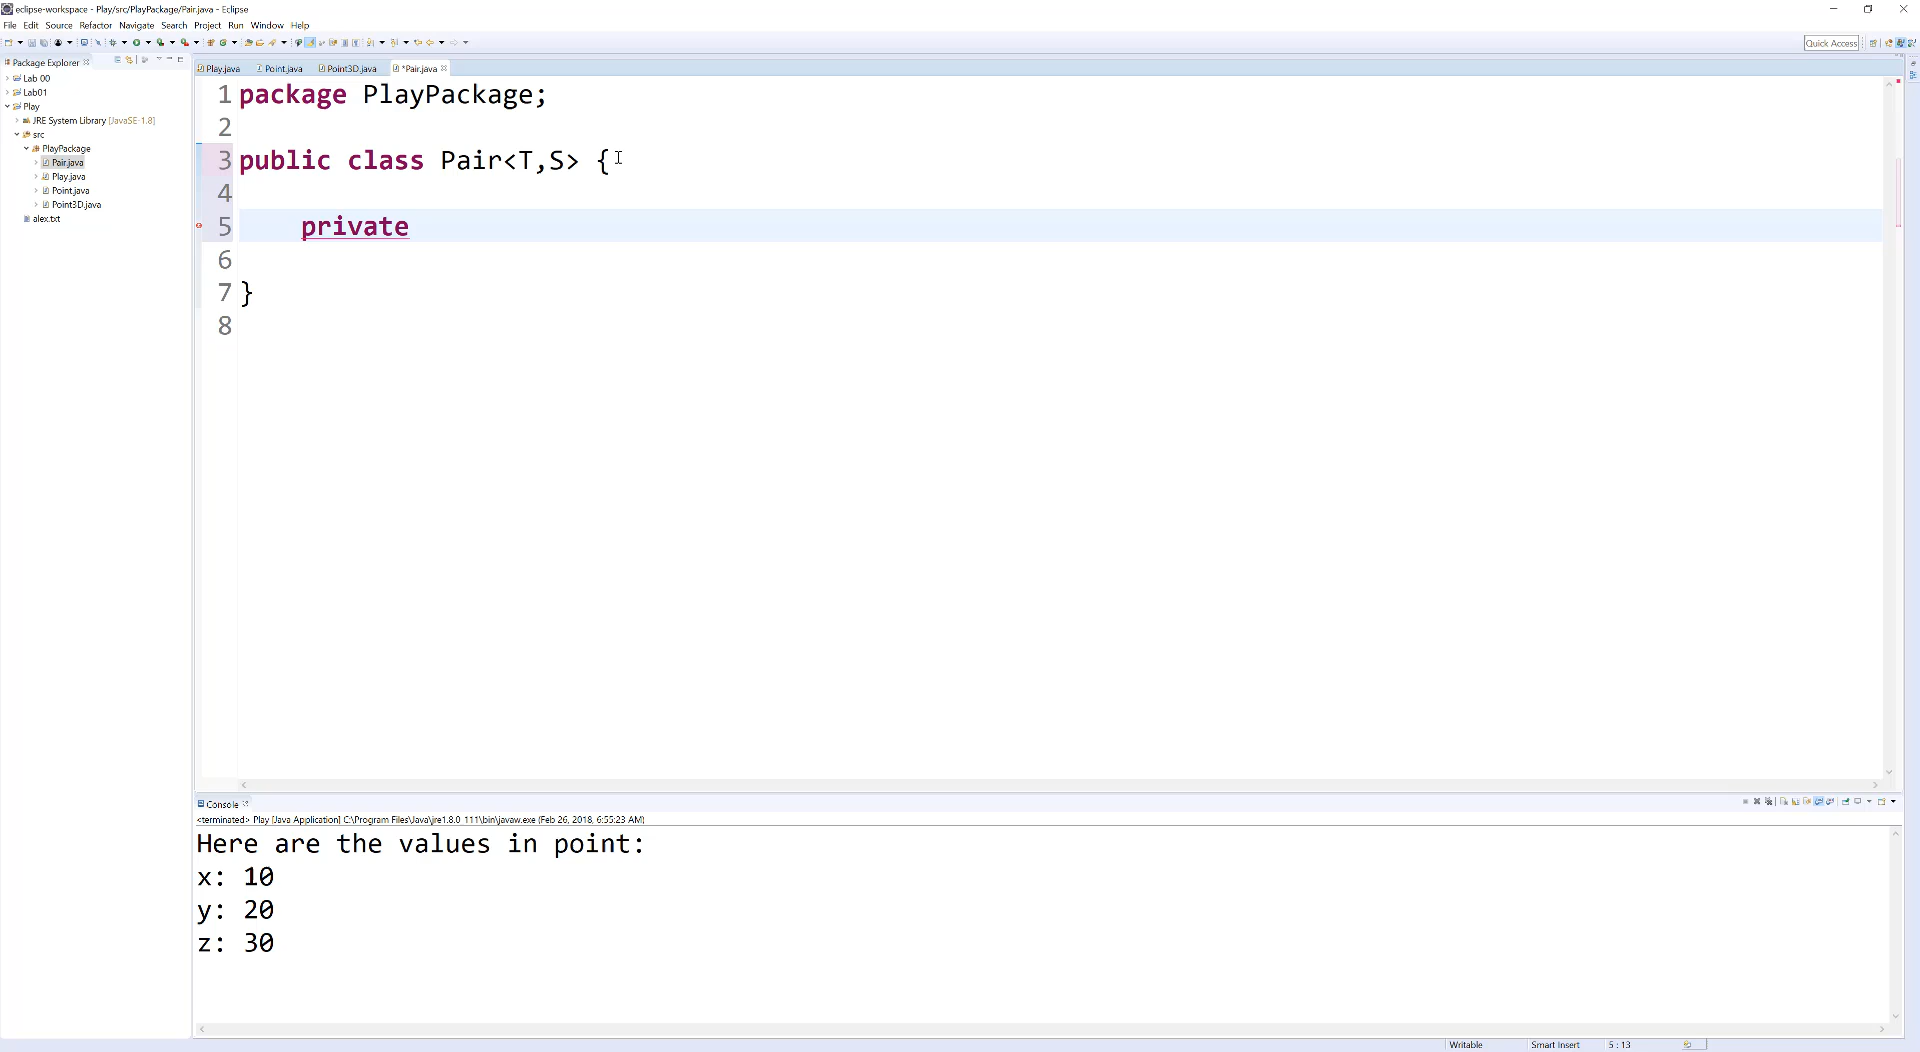 eclipse-workspace - Play/src/PlayPackage/Pair.java - Eclipse
File Edit Source Refactor Navigate Search Project Run Window Help
Quick Access
Package Explorer
Lab 00
Lab01
Play
JRE System Library [JavaSE-1.8]
src
PlayPackage
Pair.java
Play.java
Point.java
Point3D.java
alex.txt
Play.java Point.java Point3D.java *Pair.java
1 package PlayPackage;
2
3 public class Pair<T,S> {
4
5 private
6
7 }
8
Console
<terminated> Play [Java Application] C:\Program Files\Java\jre1.8.0_111\bin\javaw.exe (Feb 26, 2018, 6:55:23 AM)
Here are the values in point:
x: 10
y: 20
z: 30
Writable Smart Insert 5 : 13